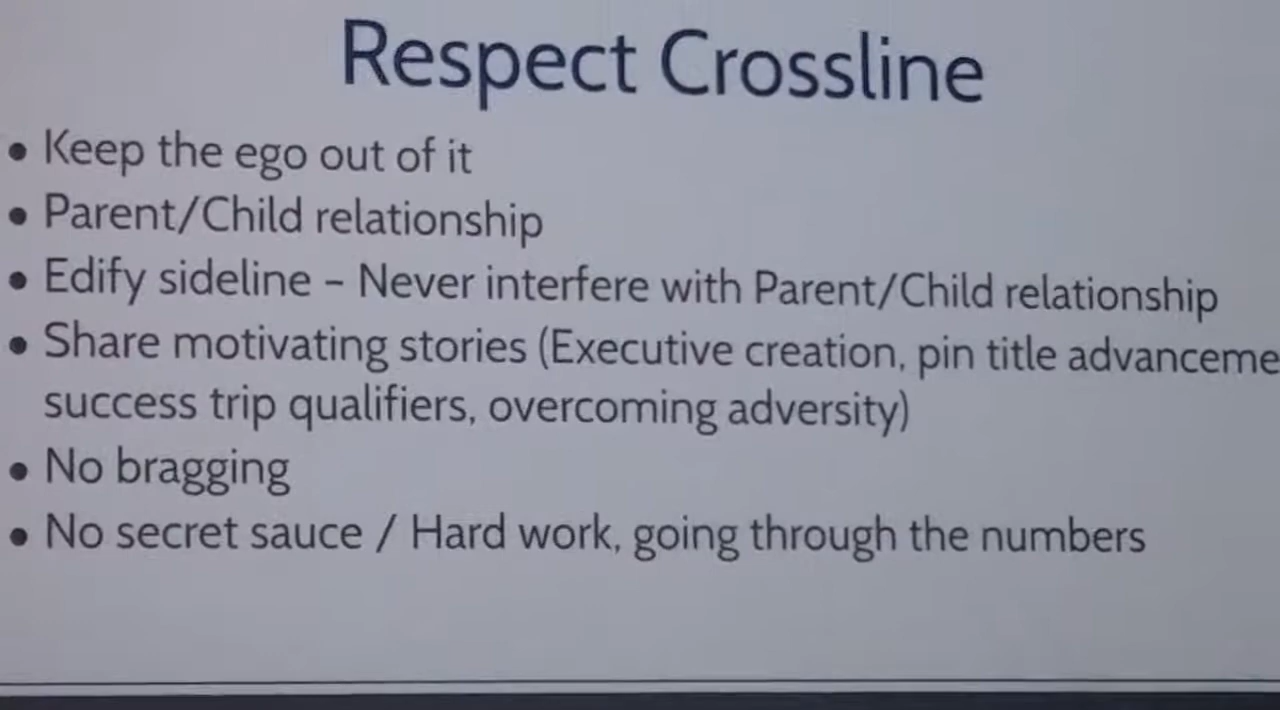 Respect Crossline
• Keep the ego out of it
• Parent/Child relationship
• Edify sideline – Never interfere with Parent/Child relationship
• Share motivating stories (Executive creation, pin title advanceme
success trip qualifiers, overcoming adversity)
• No bragging
• No secret sauce / Hard work, going through the numbers